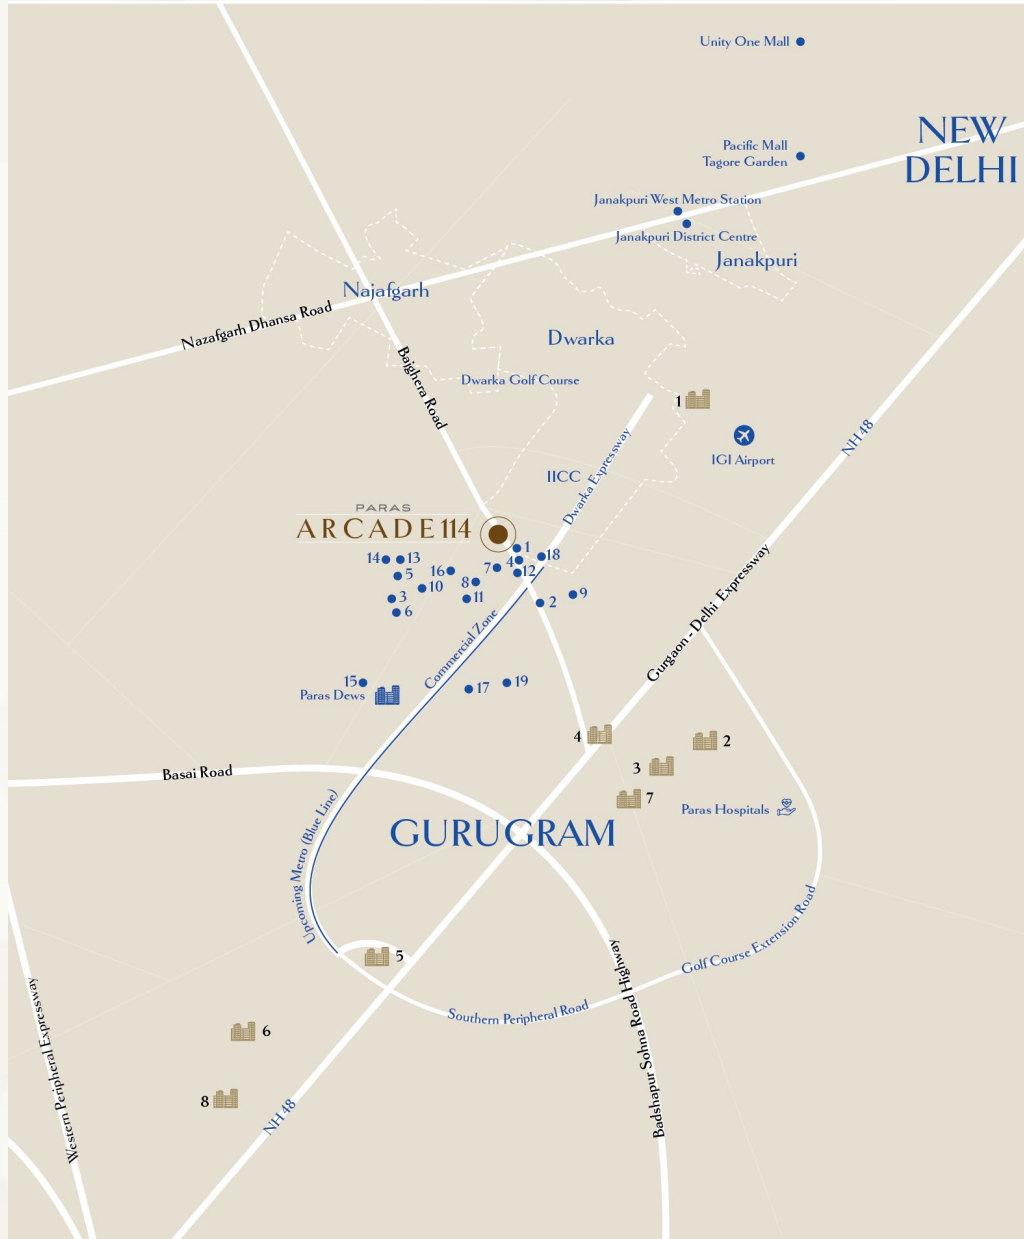 Unity One Mall
NEW
DELHI
Pacific Mall
Tagore Garden
Janakpuri West Metro Station
Janakpuri District Centre
Janakpuri
Najafgarh
Nazafgarh Dhansa Road
Dwarka
Bajghera Road
Dwarka Golf Course
1
IGI Airport
NH 48
IICC
Dwarka Expressway
PARAS
ARCADE 114
1
18
14
13
4
7
12
16
5
8
10
3
11
2
9
6
Commercial Zone
Gurgaon - Delhi Expressway
15
Paras Dews
17
19
4
2
3
7
Basai Road
Paras Hospitals
GURUGRAM
Upcoming Metro (Blue Line)
5
Golf Course Extension Road
Badshapur Sohna Road Highway
Southern Peripheral Road
Western Peripheral Expressway
6
8
NH 48